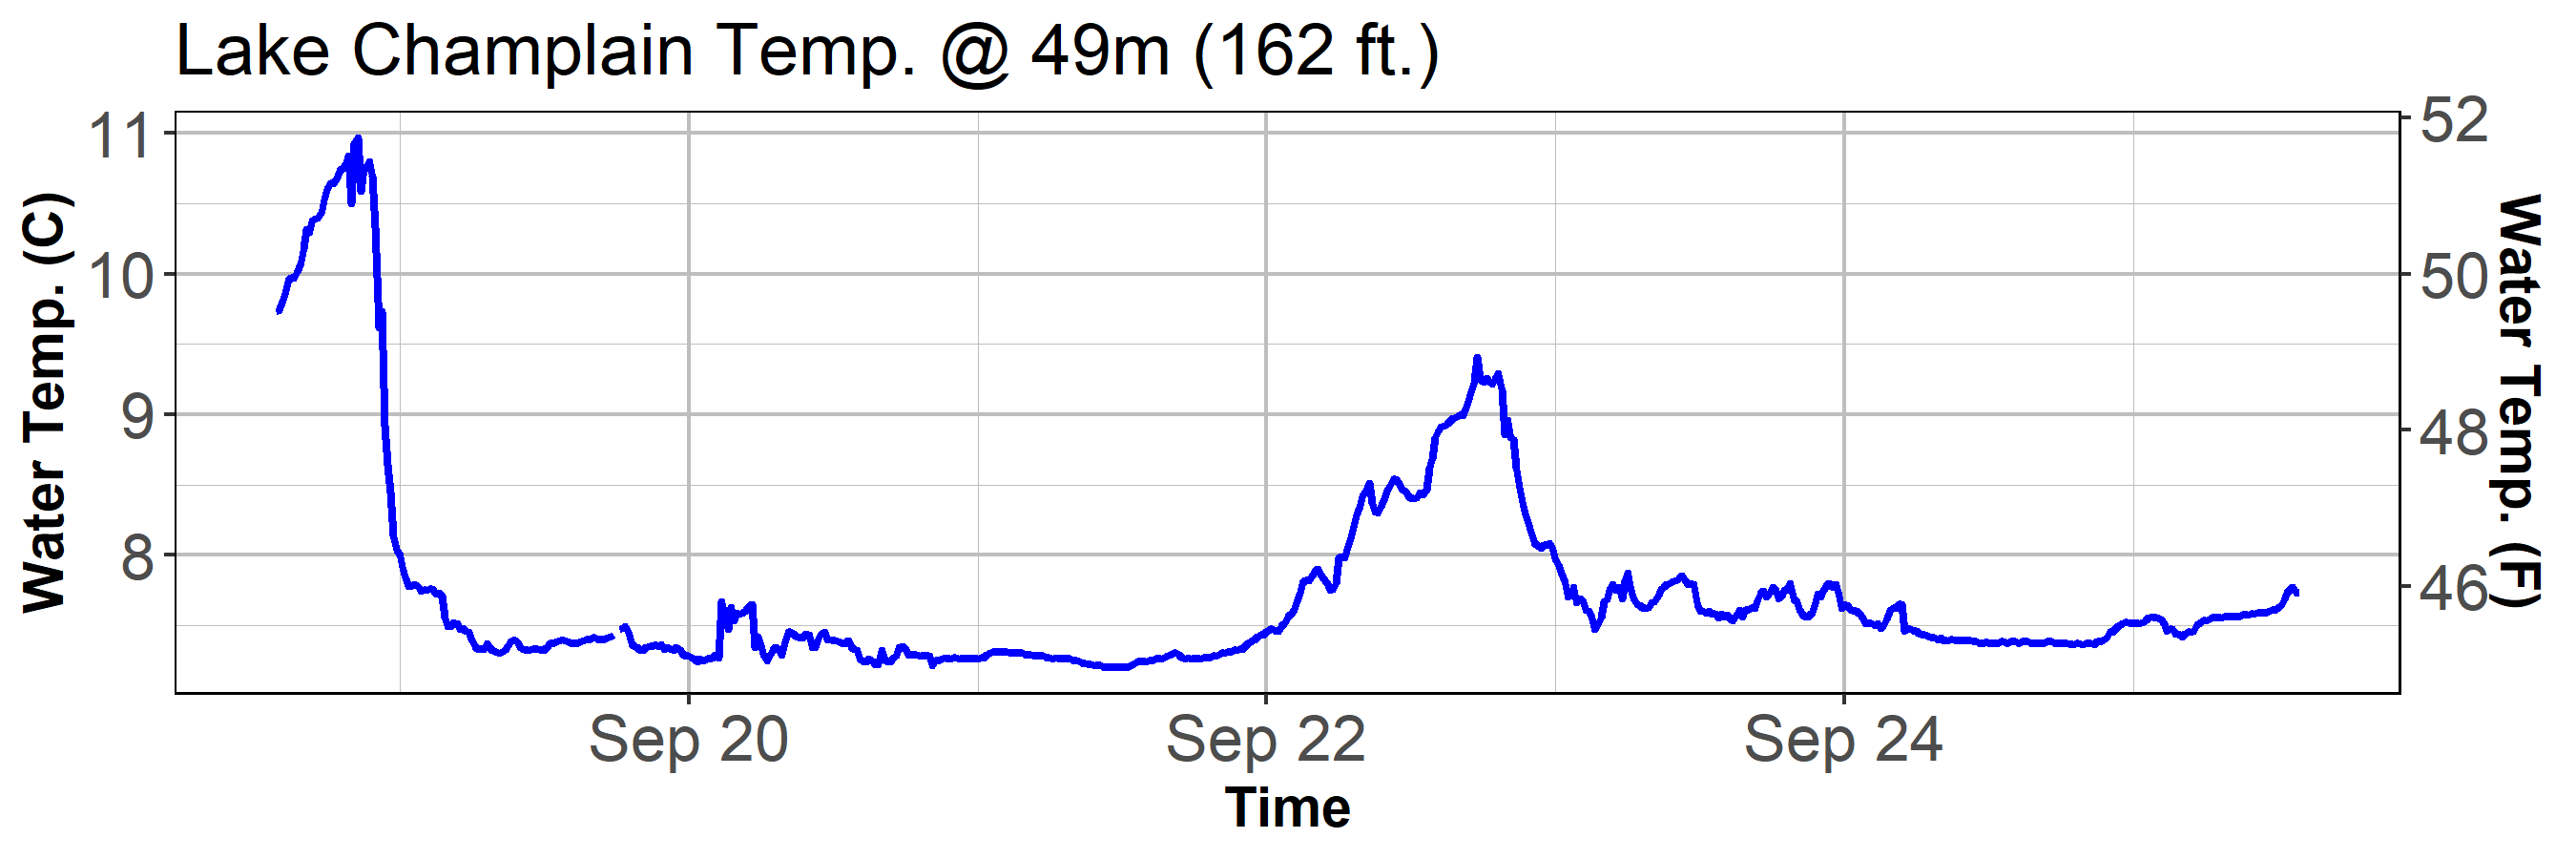 Lake Champlain Temp. @ 49m (162 ft.)
Water Temp. (C)
11
10
9
8
52
50
48
46
Water Temp. (F)
Sep 20
Sep 22
Sep 24
Time